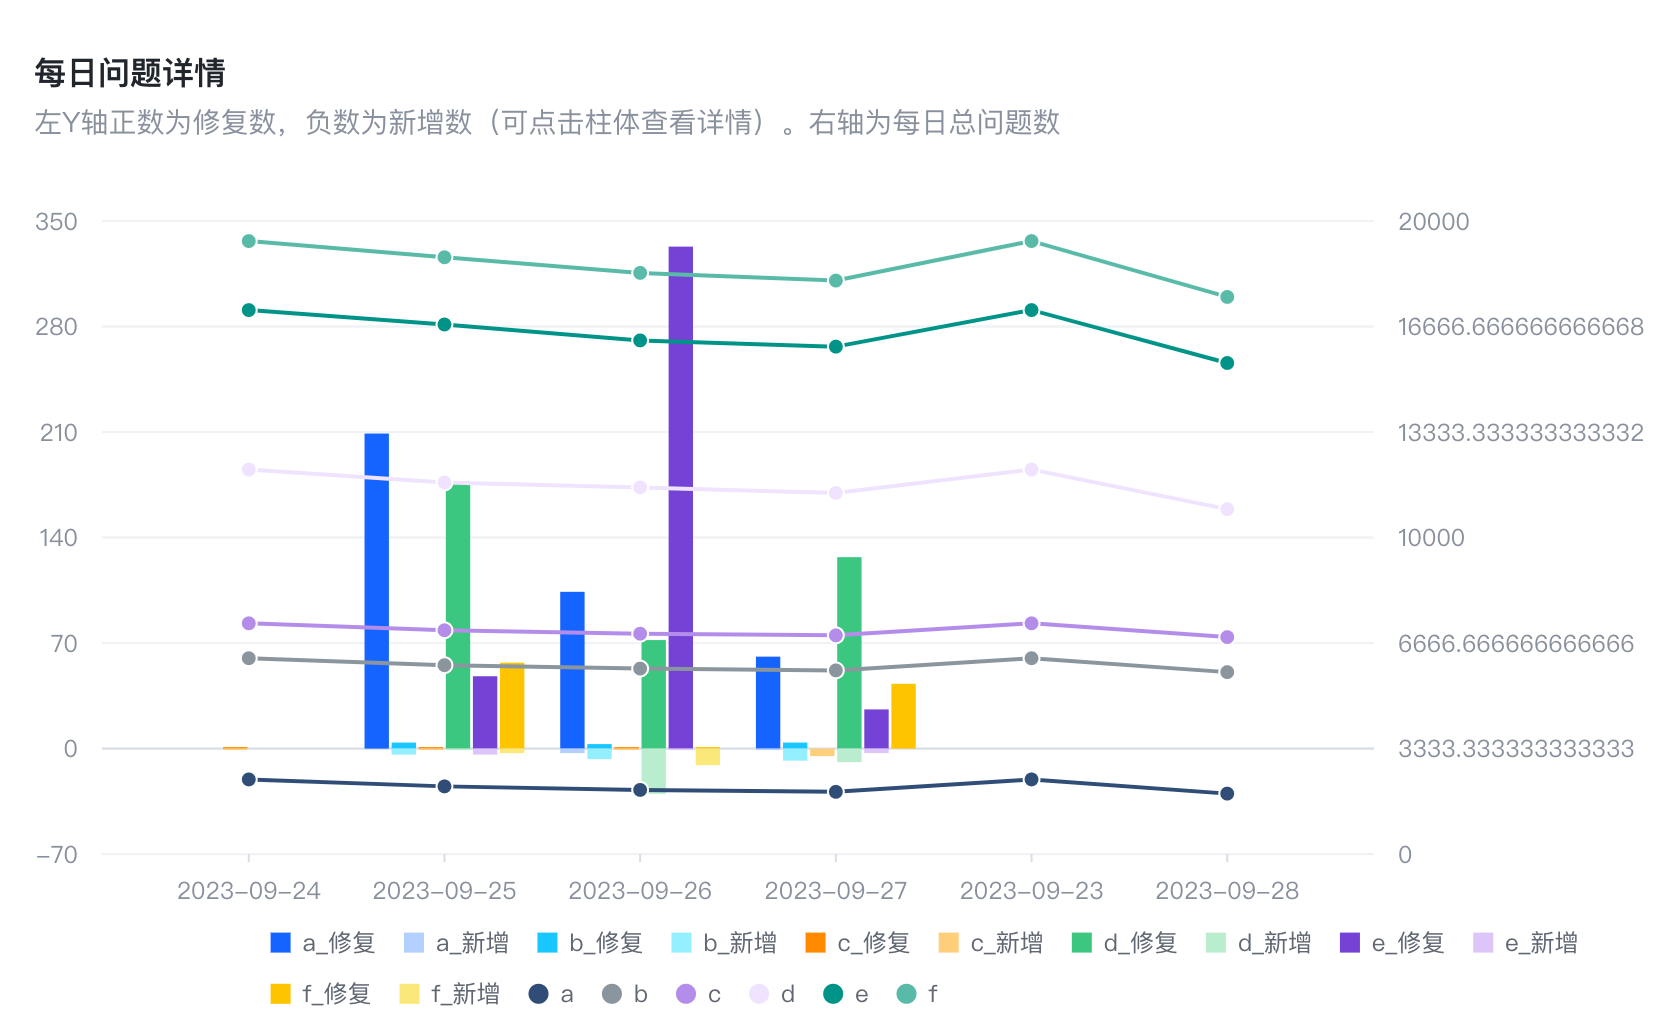 每日问题详情
左Y轴正数为修复数，负数为新增数（可点击柱体查看详情）。右轴为每日总问题数
350 20000
280 16666.666666666668
210 13333.333333333332
140 10000
70 6666.666666666666
0 3333.333333333333
–70 0
2023–09–24 2023–09–25 2023–09–26 2023–09–27 2023–09–23 2023–09–28
a_修复 a_新增 b_修复 b_新增 c_修复 c_新增 d_修复 d_新增 e_修复 e_新增
f_修复 f_新增 a b c d e f